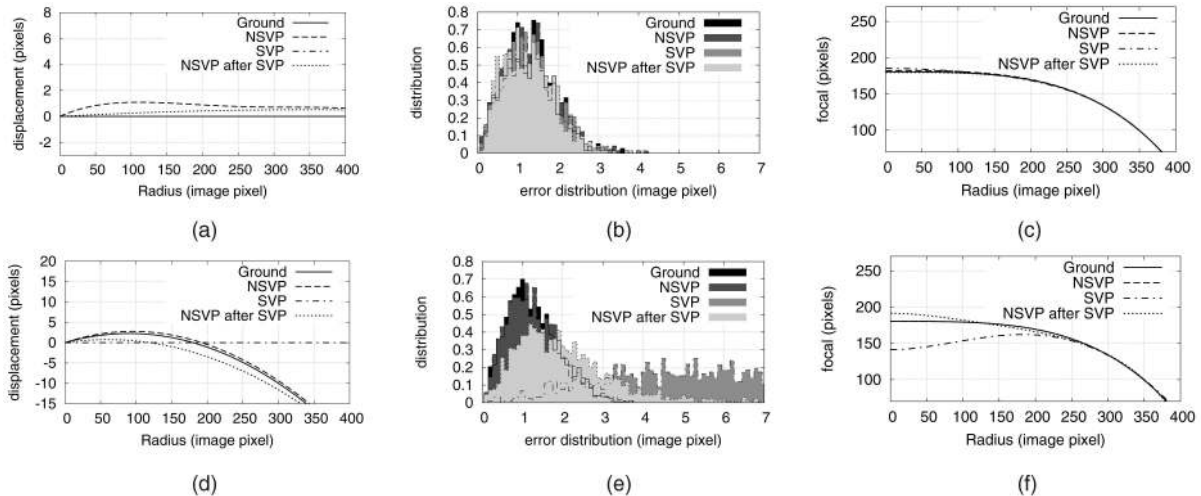 displacement (pixels)
8
6
4
2
0
-2
Ground
NSVP
SVP
NSVP after SVP
0 50 100 150 200 250 300 350 400
Radius (image pixel)
(a)
distribution
0.8
0.7
0.6
0.5
0.4
0.3
0.2
0.1
0
Ground
NSVP
SVP
NSVP after SVP
0 1 2 3 4 5 6 7
error distribution (image pixel)
(b)
focal (pixels)
250
200
150
100
Ground
NSVP
SVP
NSVP after SVP
0 50 100 150 200 250 300 350 400
Radius (image pixel)
(c)
displacement (pixels)
20
15
10
5
0
-5
-10
-15
Ground
NSVP
SVP
NSVP after SVP
0 50 100 150 200 250 300 350 400
Radius (image pixel)
(d)
distribution
0.8
0.7
0.6
0.5
0.4
0.3
0.2
0.1
0
Ground
NSVP
SVP
NSVP after SVP
0 1 2 3 4 5 6 7
error distribution (image pixel)
(e)
focal (pixels)
250
200
150
100
Ground
NSVP
SVP
NSVP after SVP
0 50 100 150 200 250 300 350 400
Radius (image pixel)
(f)